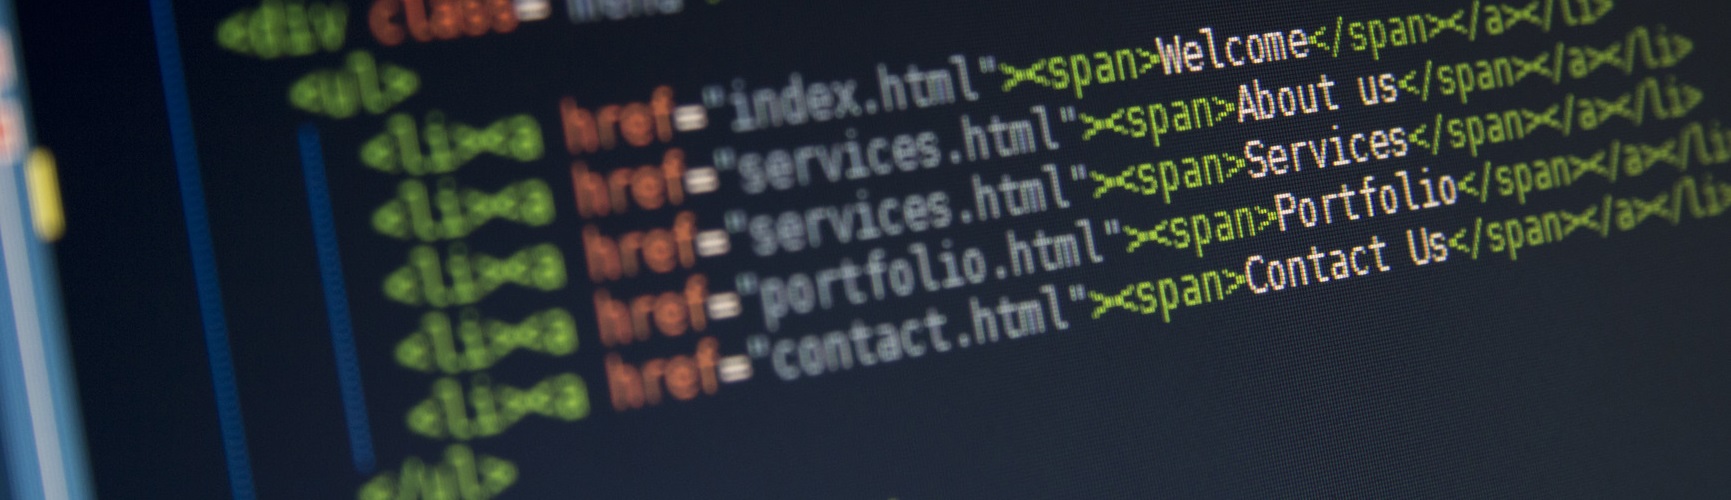 <div class="menu"
<ul>
<li><a href="index.html"><span>Welcome</span></a></li>
<li><a href="services.html"><span>About us</span></a></li>
<li><a href="services.html"><span>Services</span></a></li>
<li><a href="portfolio.html"><span>Portfolio</span></a></li>
<li><a href="contact.html"><span>Contact Us</span></a></li>
</ul>